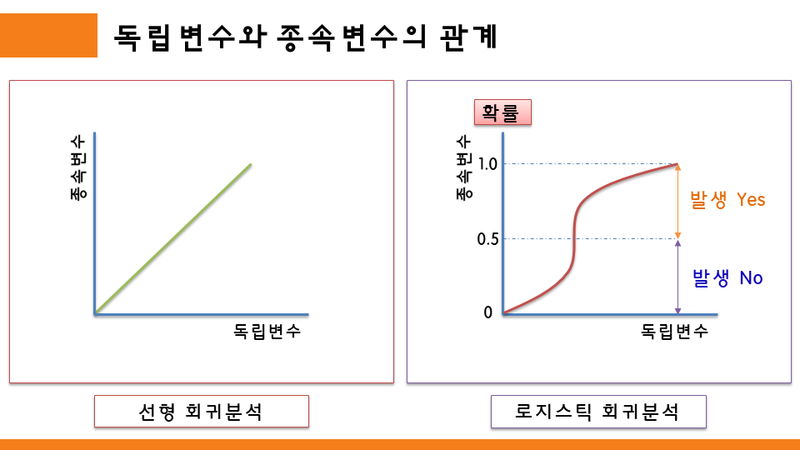 독립변수와 종속변수의 관계
종속변수
독립변수
선형 회귀분석
확률
종속변수
1.0
0.5
0
발생 Yes
발생 No
독립변수
로지스틱 회귀분석